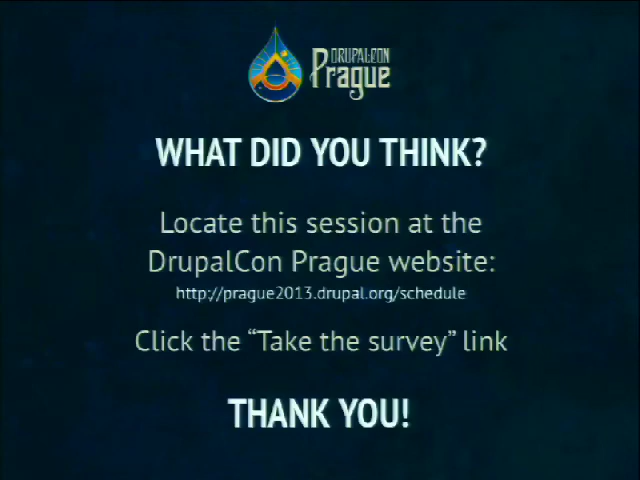 DRUPALCON
Prague
WHAT DID YOU THINK?
Locate this session at the
DrupalCon Prague website:
http://prague2013.drupal.org/schedule
Click the “Take the survey” link
THANK YOU!